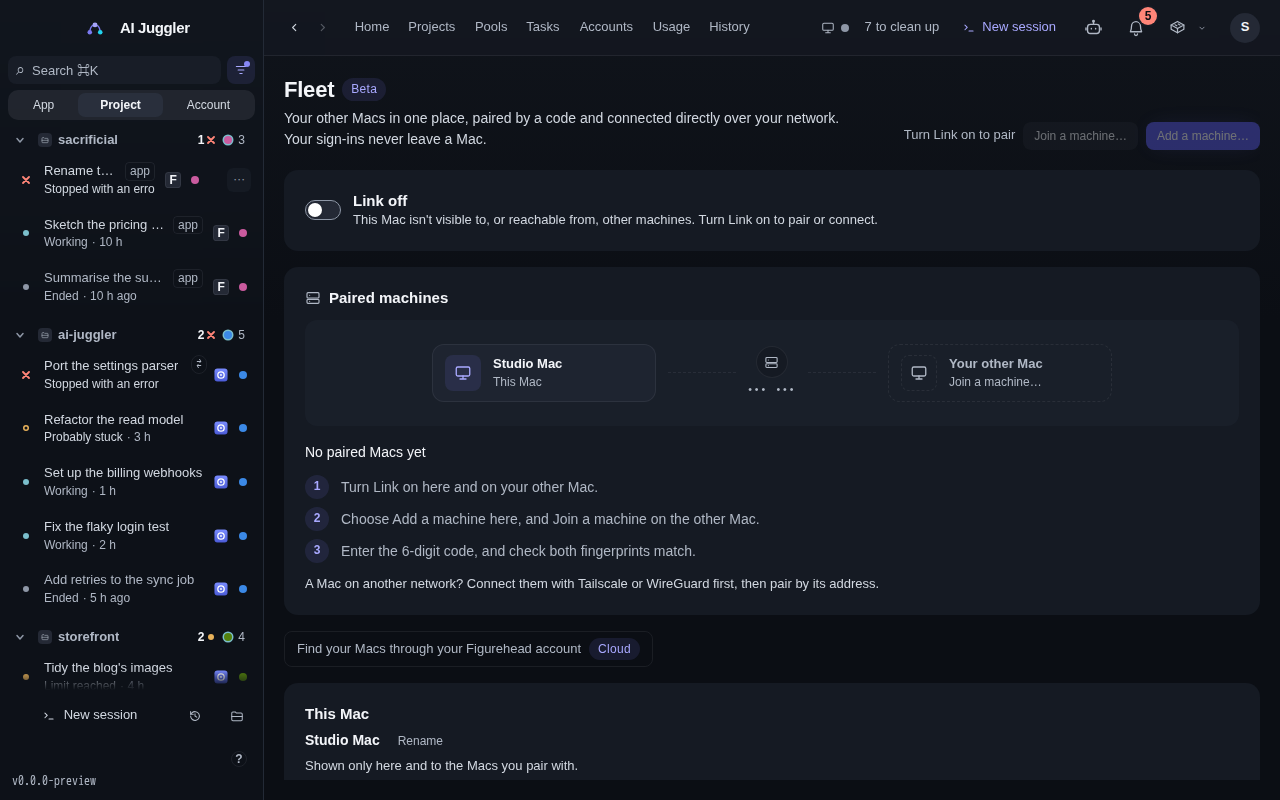 AI Juggler
Search ⌘K
App
Project
Account
sacrificial
1
3
Rename t…
app
Stopped with an erro
F
Sketch the pricing …
app
Working · 10 h
F
Summarise the su…
app
Ended · 10 h ago
F
ai-juggler
2
5
Port the settings parser
Stopped with an error
Refactor the read model
Probably stuck · 3 h
Set up the billing webhooks
Working · 1 h
Fix the flaky login test
Working · 2 h
Add retries to the sync job
Ended · 5 h ago
storefront
2
4
Tidy the blog's images
Limit reached · 4 h
New session
?
v0.0.0-preview
Home
Projects
Pools
Tasks
Accounts
Usage
History
7 to clean up
New session
5
S
Fleet
Beta
Your other Macs in one place, paired by a code and connected directly over your network.
Your sign-ins never leave a Mac.
Turn Link on to pair
Join a machine…
Add a machine…
Link off
This Mac isn't visible to, or reachable from, other machines. Turn Link on to pair or connect.
Paired machines
Studio Mac
This Mac
Your other Mac
Join a machine…
No paired Macs yet
1
Turn Link on here and on your other Mac.
2
Choose Add a machine here, and Join a machine on the other Mac.
3
Enter the 6-digit code, and check both fingerprints match.
A Mac on another network? Connect them with Tailscale or WireGuard first, then pair by its address.
Find your Macs through your Figurehead account
Cloud
This Mac
Studio Mac
Rename
Shown only here and to the Macs you pair with.